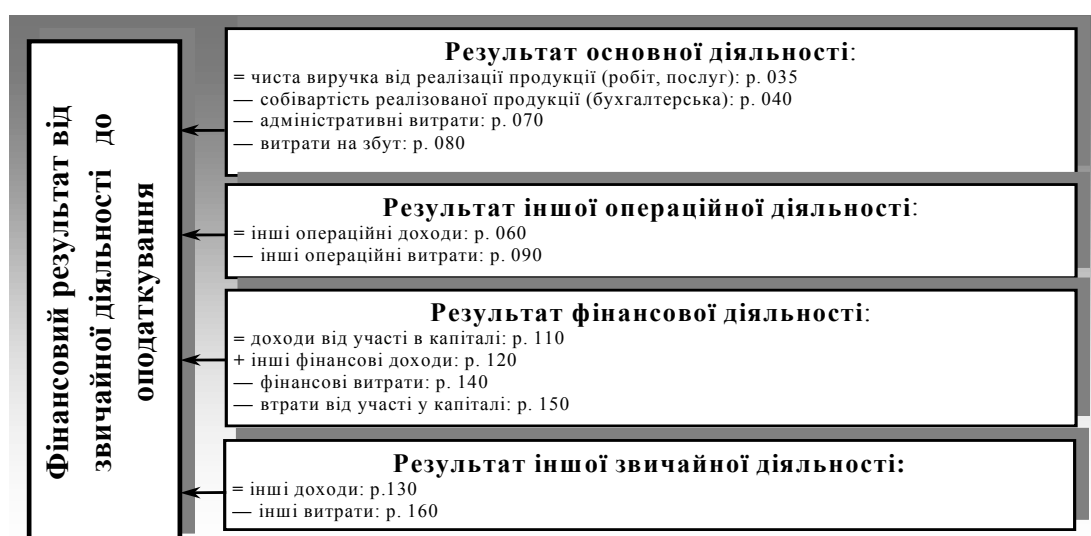 Фінансовий результат від
звичайної діяльності до
оподаткування
Результат основної діяльності:
= чиста виручка від реалізації продукції (робіт, послуг): р. 035
— собівартість реалізованої продукції (бухгалтерська): р. 040
— адміністративні витрати: р. 070
— витрати на збут: р. 080
Результат іншої операційної діяльності:
= інші операційні доходи: р. 060
— інші операційні витрати: р. 090
Результат фінансової діяльності:
= доходи від участі в капіталі: р. 110
+ інші фінансові доходи: р. 120
— фінансові витрати: р. 140
— втрати від участі у капіталі: р. 150
Результат іншої звичайної діяльності:
= інші доходи: р.130
— інші витрати: р. 160